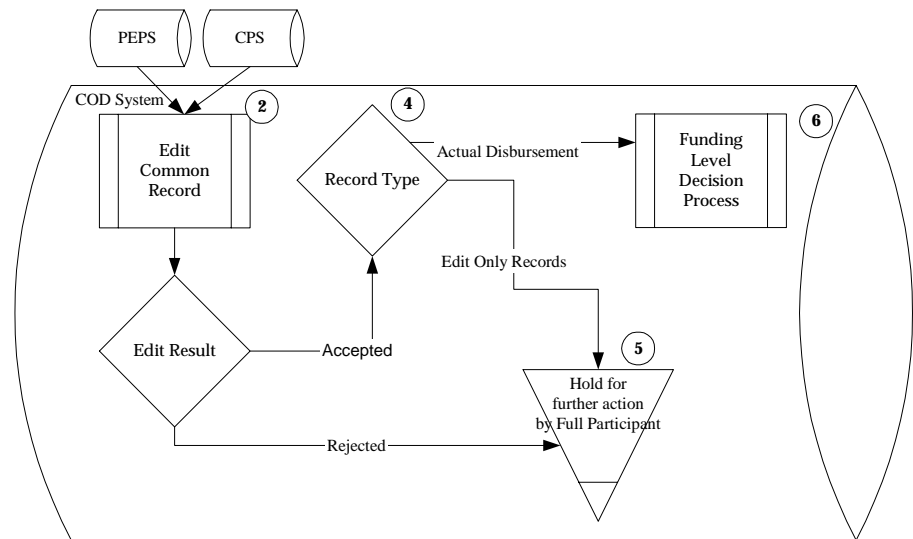 PEPS
CPS
COD System
2
Edit
Common
Record
4
Record Type
Actual Disbursement
6
Funding
Level
Decision
Process
Edit Only Records
Edit Result
Accepted
5
Hold for
further action
by Full Participant
Rejected